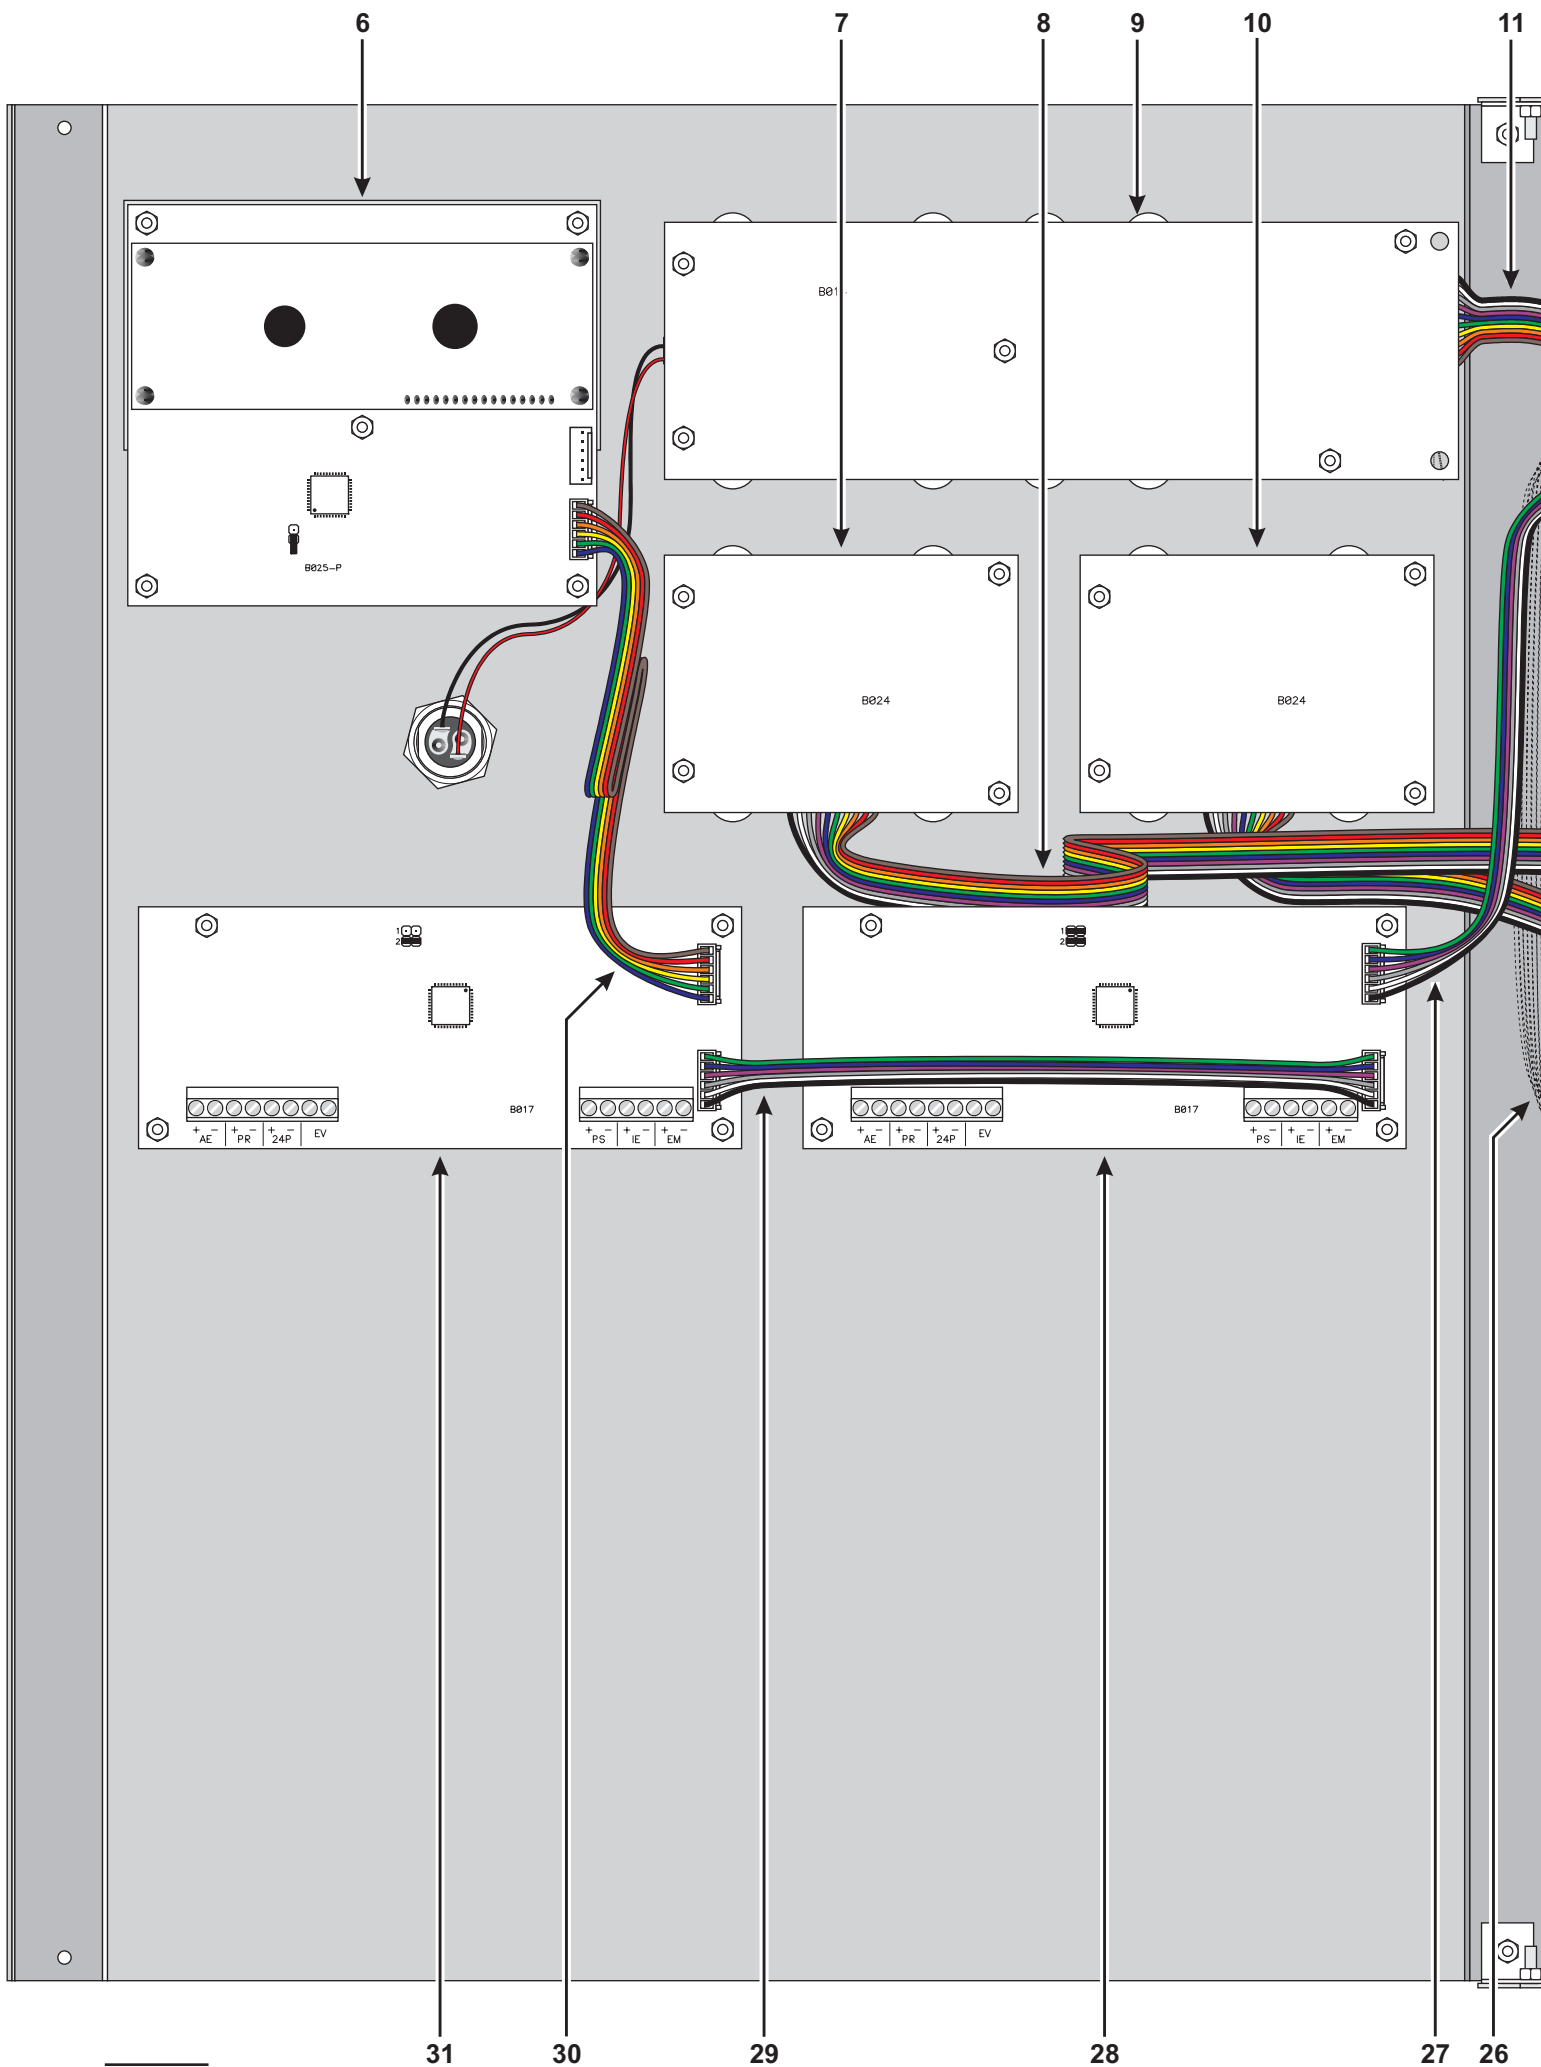 6 7 8 9 10 11
B025-P
B024 B024
1
2
1
2
B017 B017
+ - + - + -
AE PR 24P EV
+ - + - + -
PS IE EM
+ - + - + -
AE PR 24P EV
+ - + - + -
PS IE EM
31 30 29 28 27 26